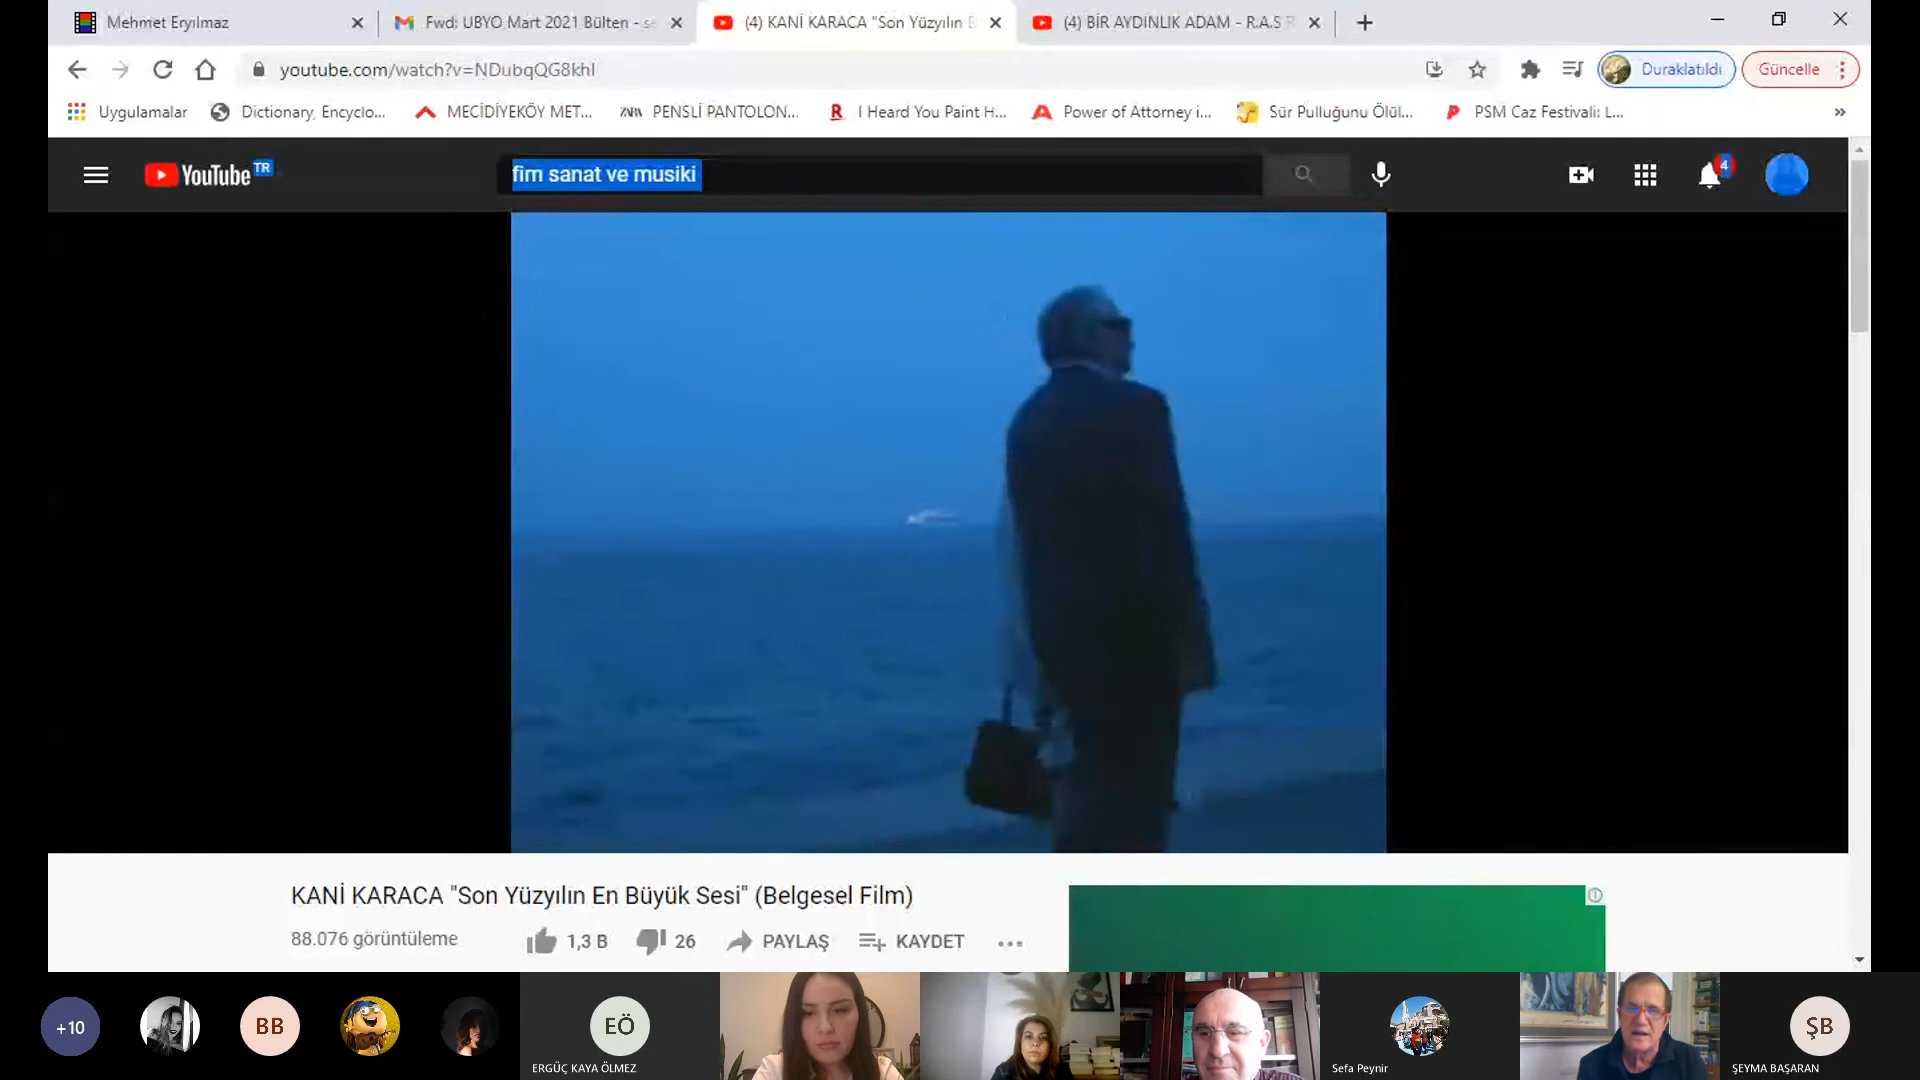 Mehmet Eryılmaz
Fwd: UBYO Mart 2021 Bülten - se
(4) KANİ KARACA "Son Yüzyılın E
(4) BİR AYDINLIK ADAM - R.A.S R
youtube.com/watch?v=NDubqQG8khI
Duraklatıldı
Güncelle
Uygulamalar
Dictionary, Encyclo...
MECİDİYEKÖY MET...
ZARA
PENSLİ PANTOLON...
R
I Heard You Paint H...
Power of Attorney i...
Sür Pulluğunu Ölül...
P
PSM Caz Festivali: L...
YouTube TR
fim sanat ve musiki
4
KANİ KARACA "Son Yüzyılın En Büyük Sesi" (Belgesel Film)
88.076 görüntüleme
1,3 B
26
PAYLAŞ
KAYDET
+10
BB
EÖ
ERGÜÇ KAYA ÖLMEZ
Sefa Peynir
ŞB
ŞEYMA BAŞARAN